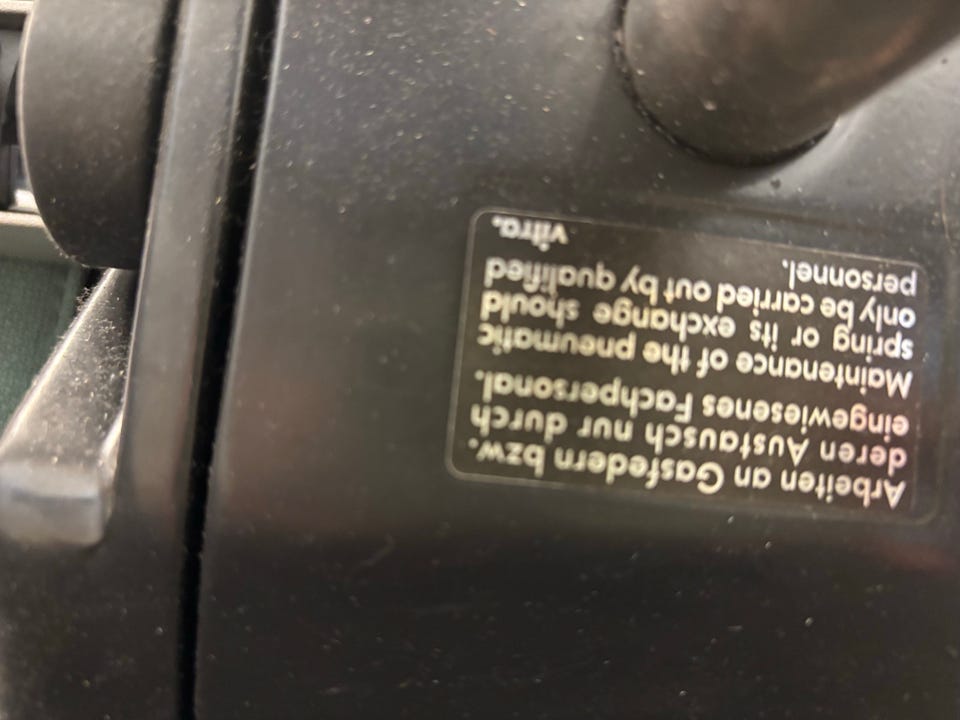 Arbeiten an Gasfedern bzw.
deren Austausch nur durch
eingewiesenes Fachpersonal.
Maintenance of the pneumatic
spring or its exchange should
only be carried out by qualified
personnel.
vitra.